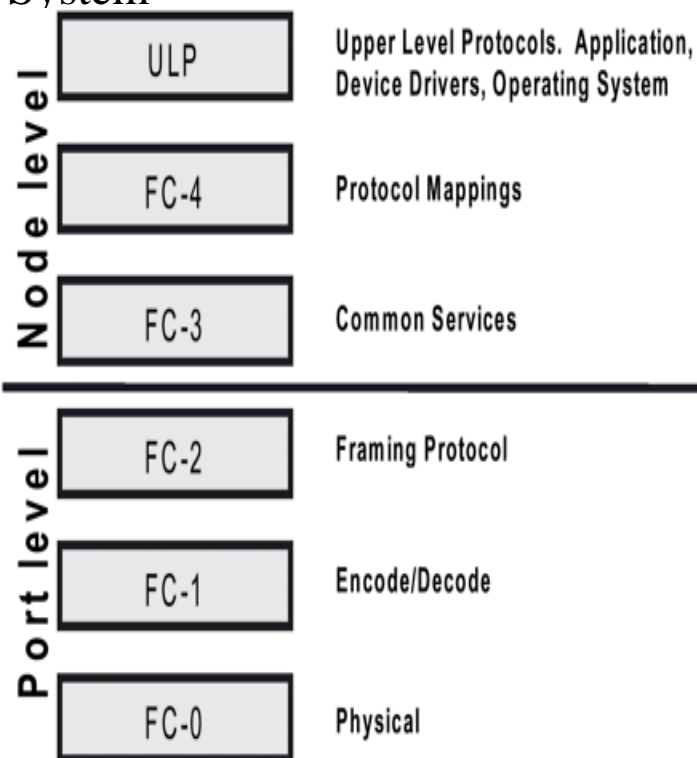 System
Node level
ULP
Upper Level Protocols. Application,
Device Drivers, Operating System
FC-4
Protocol Mappings
FC-3
Common Services
Port level
FC-2
Framing Protocol
FC-1
Encode/Decode
FC-0
Physical